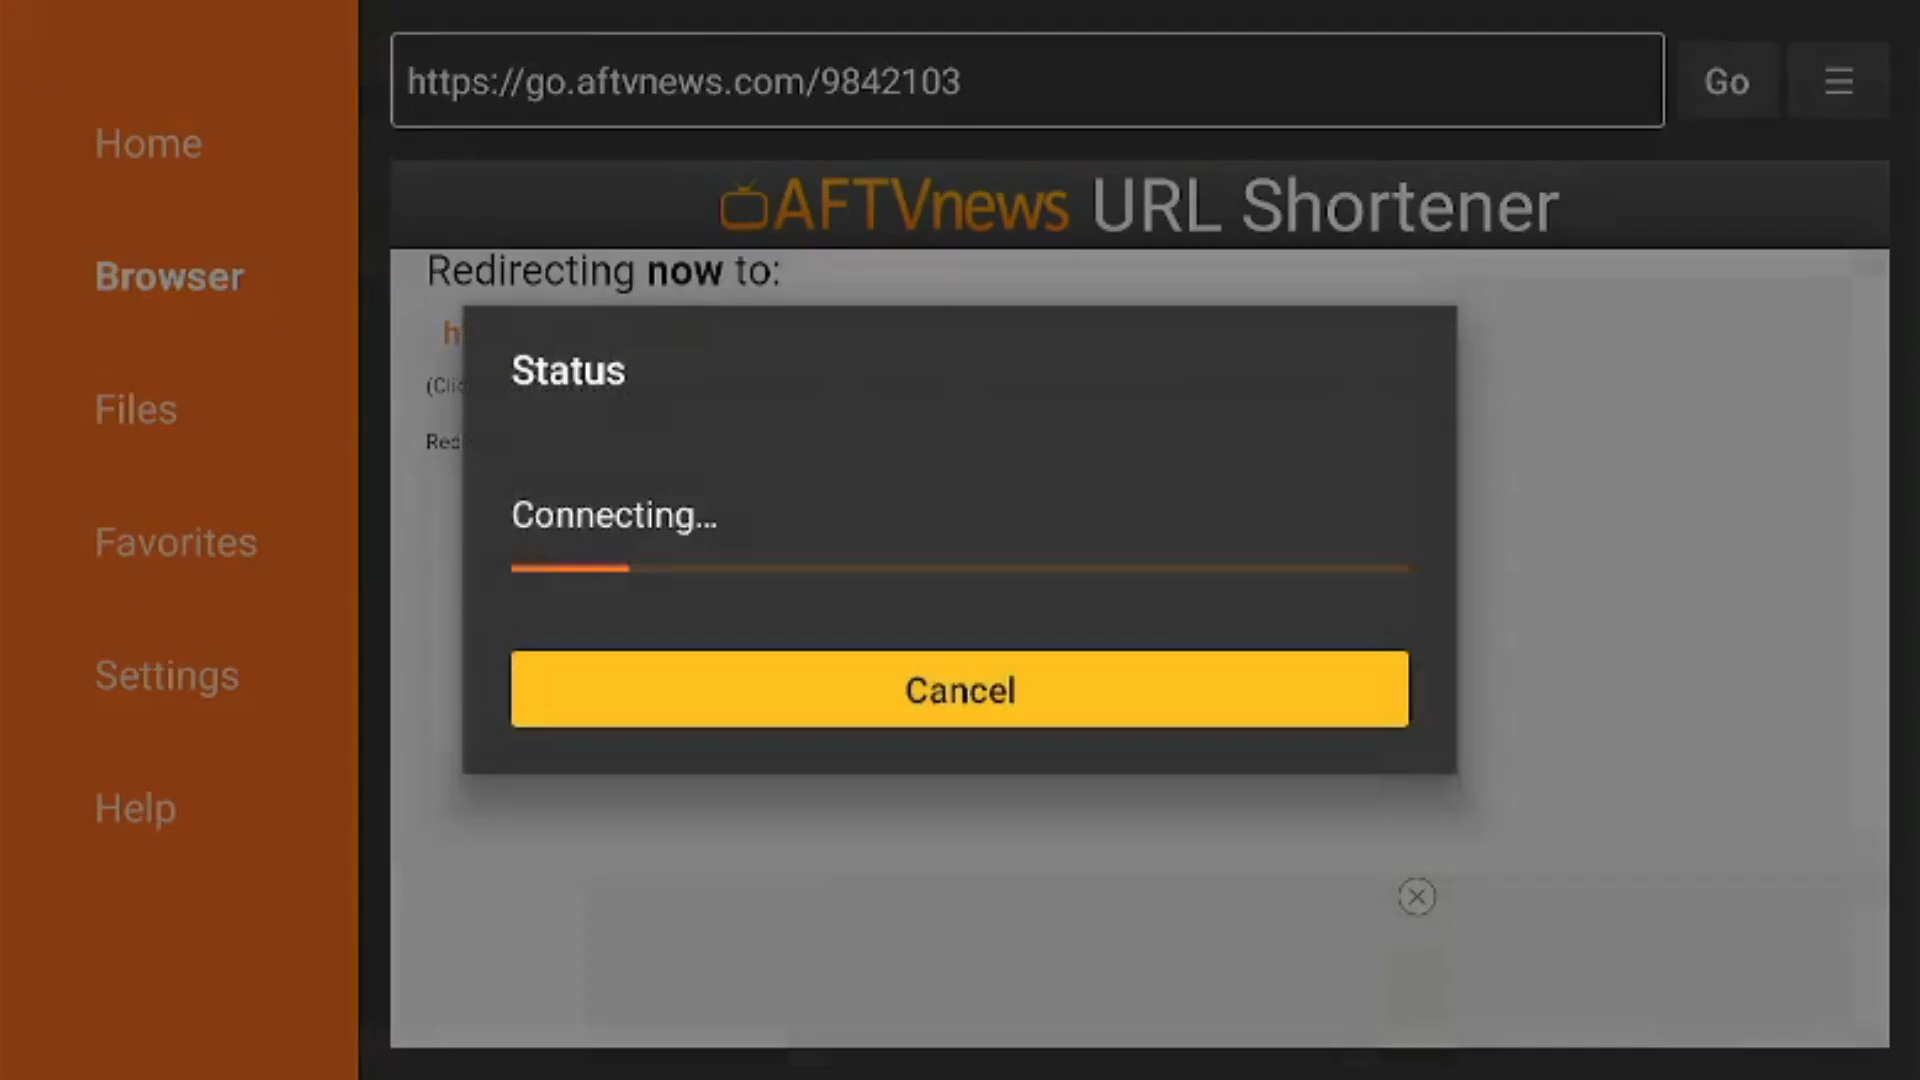 https://go.aftvnews.com/9842103
Go
Home
Browser
Files
Favorites
Settings
Help
AFTVnews URL Shortener
Redirecting now to:
Status
Connecting...
Cancel